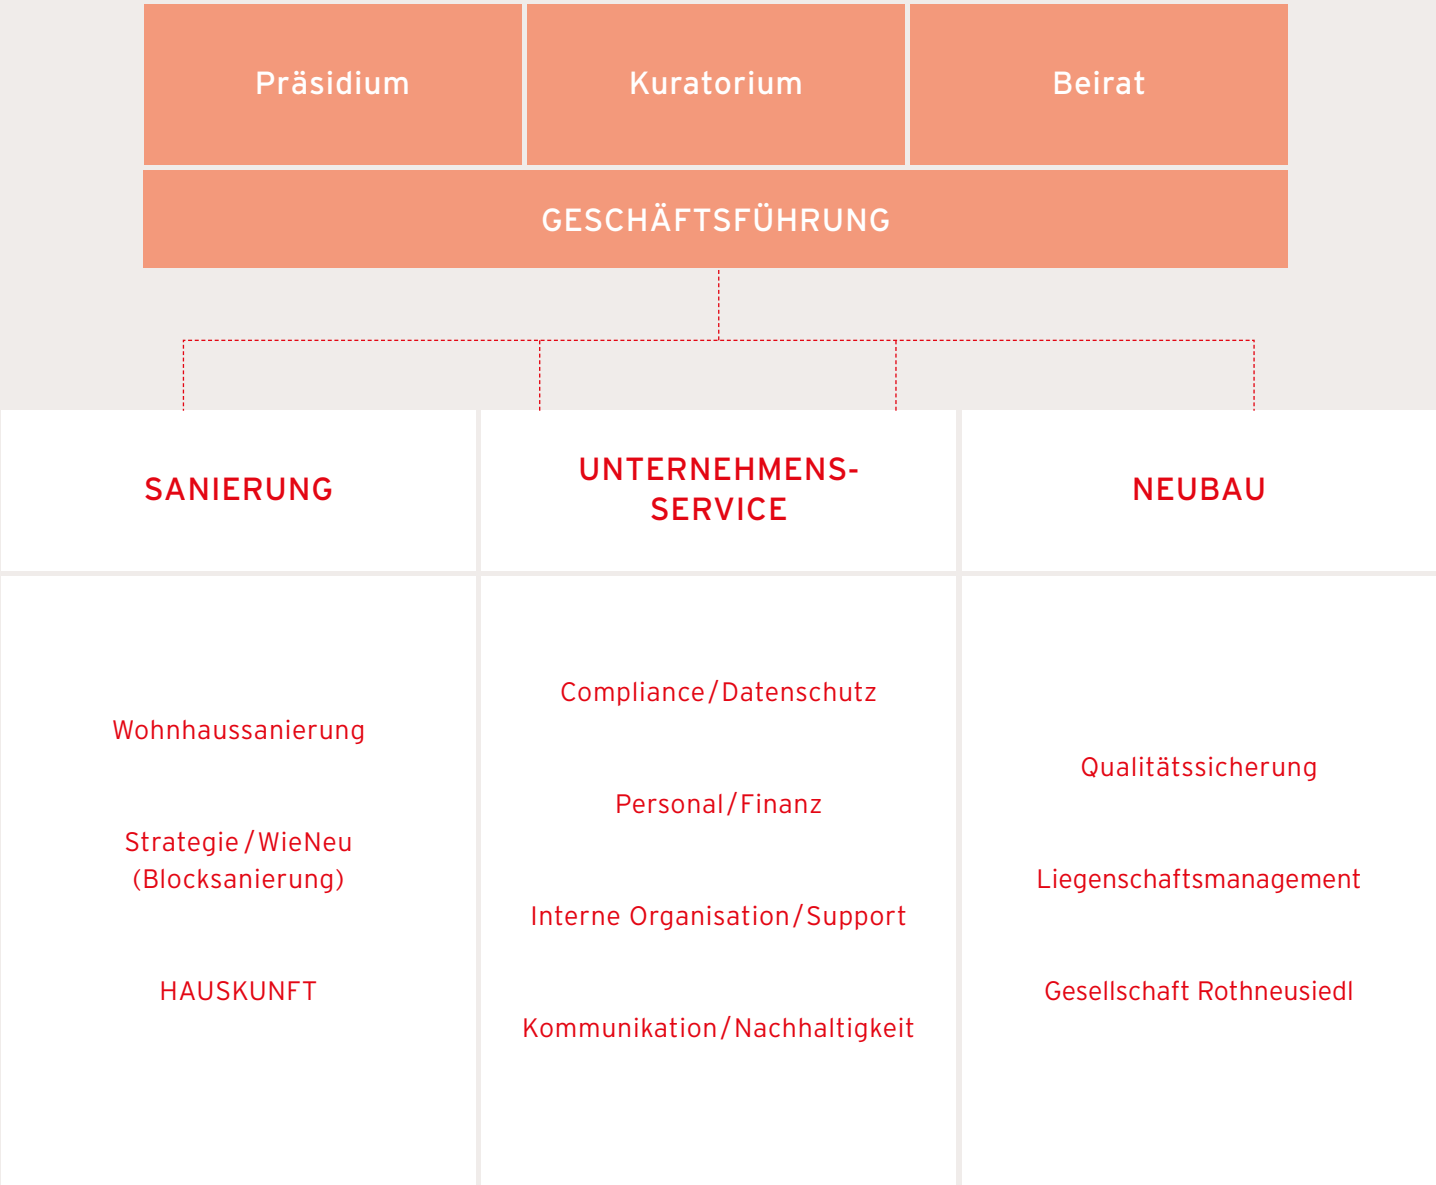 Präsidium
Kuratorium
Beirat
GESCHÄFTSFÜHRUNG
SANIERUNG
Wohnhaussanierung
Strategie/WieNeu
(Blocksanierung)
HAUSKUNFT
UNTERNEHMENS-
SERVICE
Compliance/Datenschutz
Personal/Finanz
Interne Organisation/Support
Kommunikation/Nachhaltigkeit
NEUBAU
Qualitätssicherung
Liegenschaftsmanagement
Gesellschaft Rothneusiedl